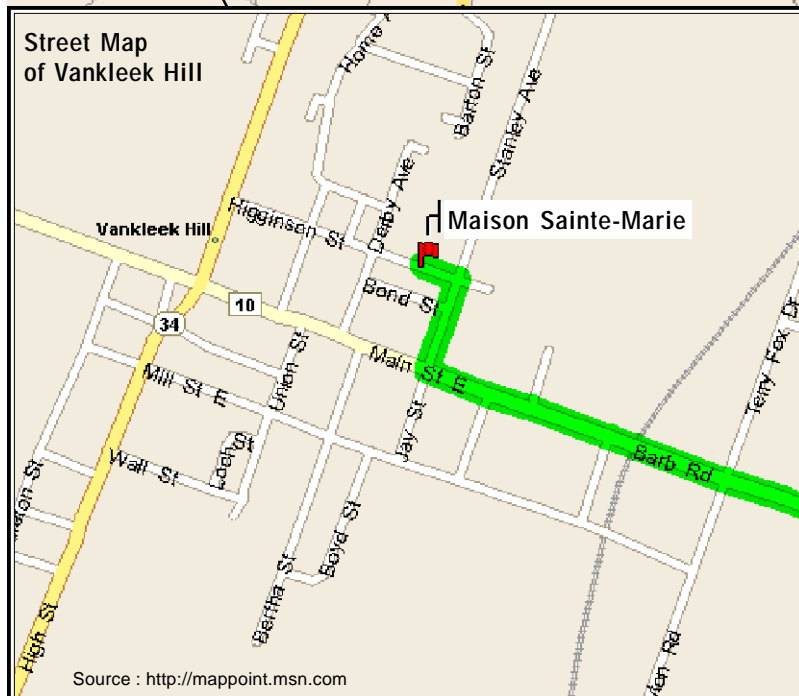 Street Map
of Vankleek Hill
Home
Barton St
Stanley Ave
Derby Ave
Higginson St
Vankleek Hill
Maison Sainte-Marie
Bond St
10
34
Main St E
Mill St E
Union St
Terry Fox Dr
Jay St
Barb Rd
Wall St
Loch St
Boyd St
Bertha St
High St
St
Rd
Source : http://mappoint.msn.com